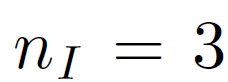 n_I = 3